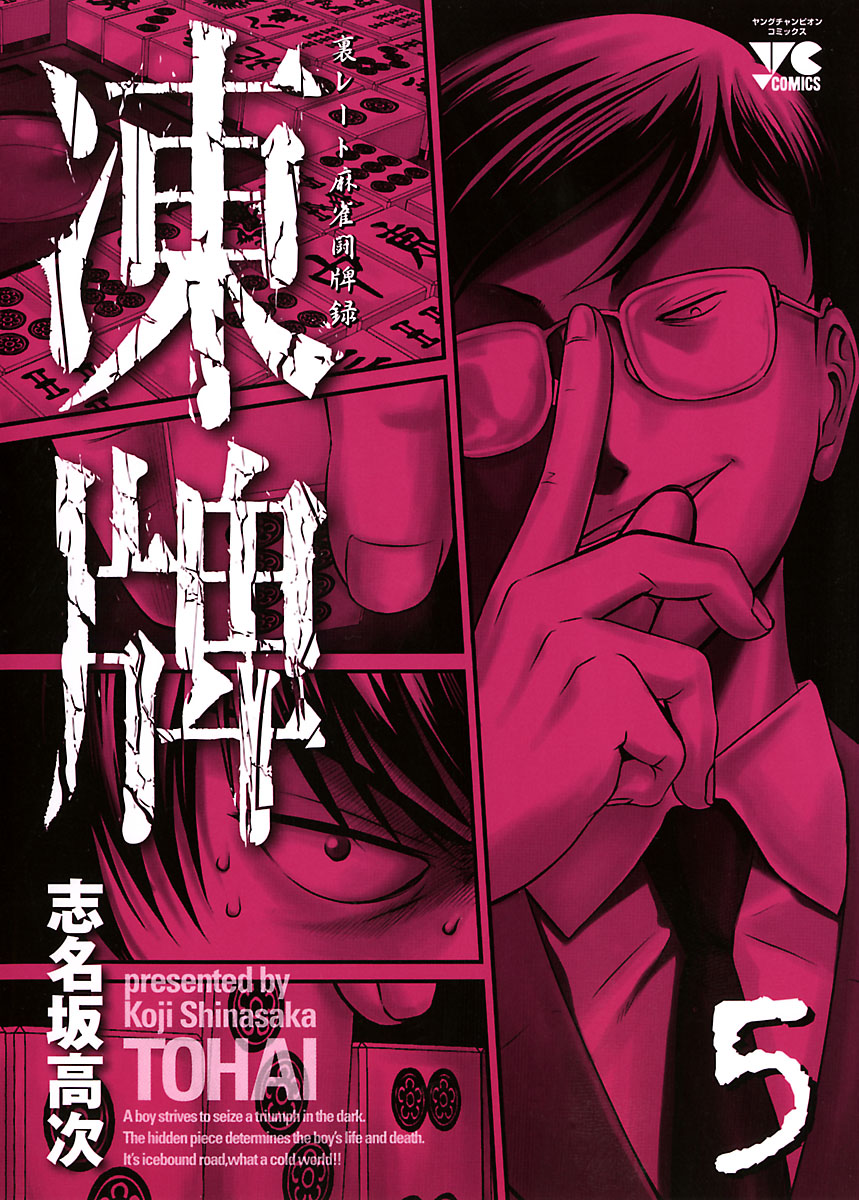 ヤングチャンピオン
コミックス
YC
COMICS
裏レート麻雀闘牌録
凍牌
志名坂高次
presented by
Koji Shinasaka
TOHAI
A boy strives to seize a triumph in the dark.
The hidden piece determines the boy's life and death.
It's icebound road,what a cold world!!
5